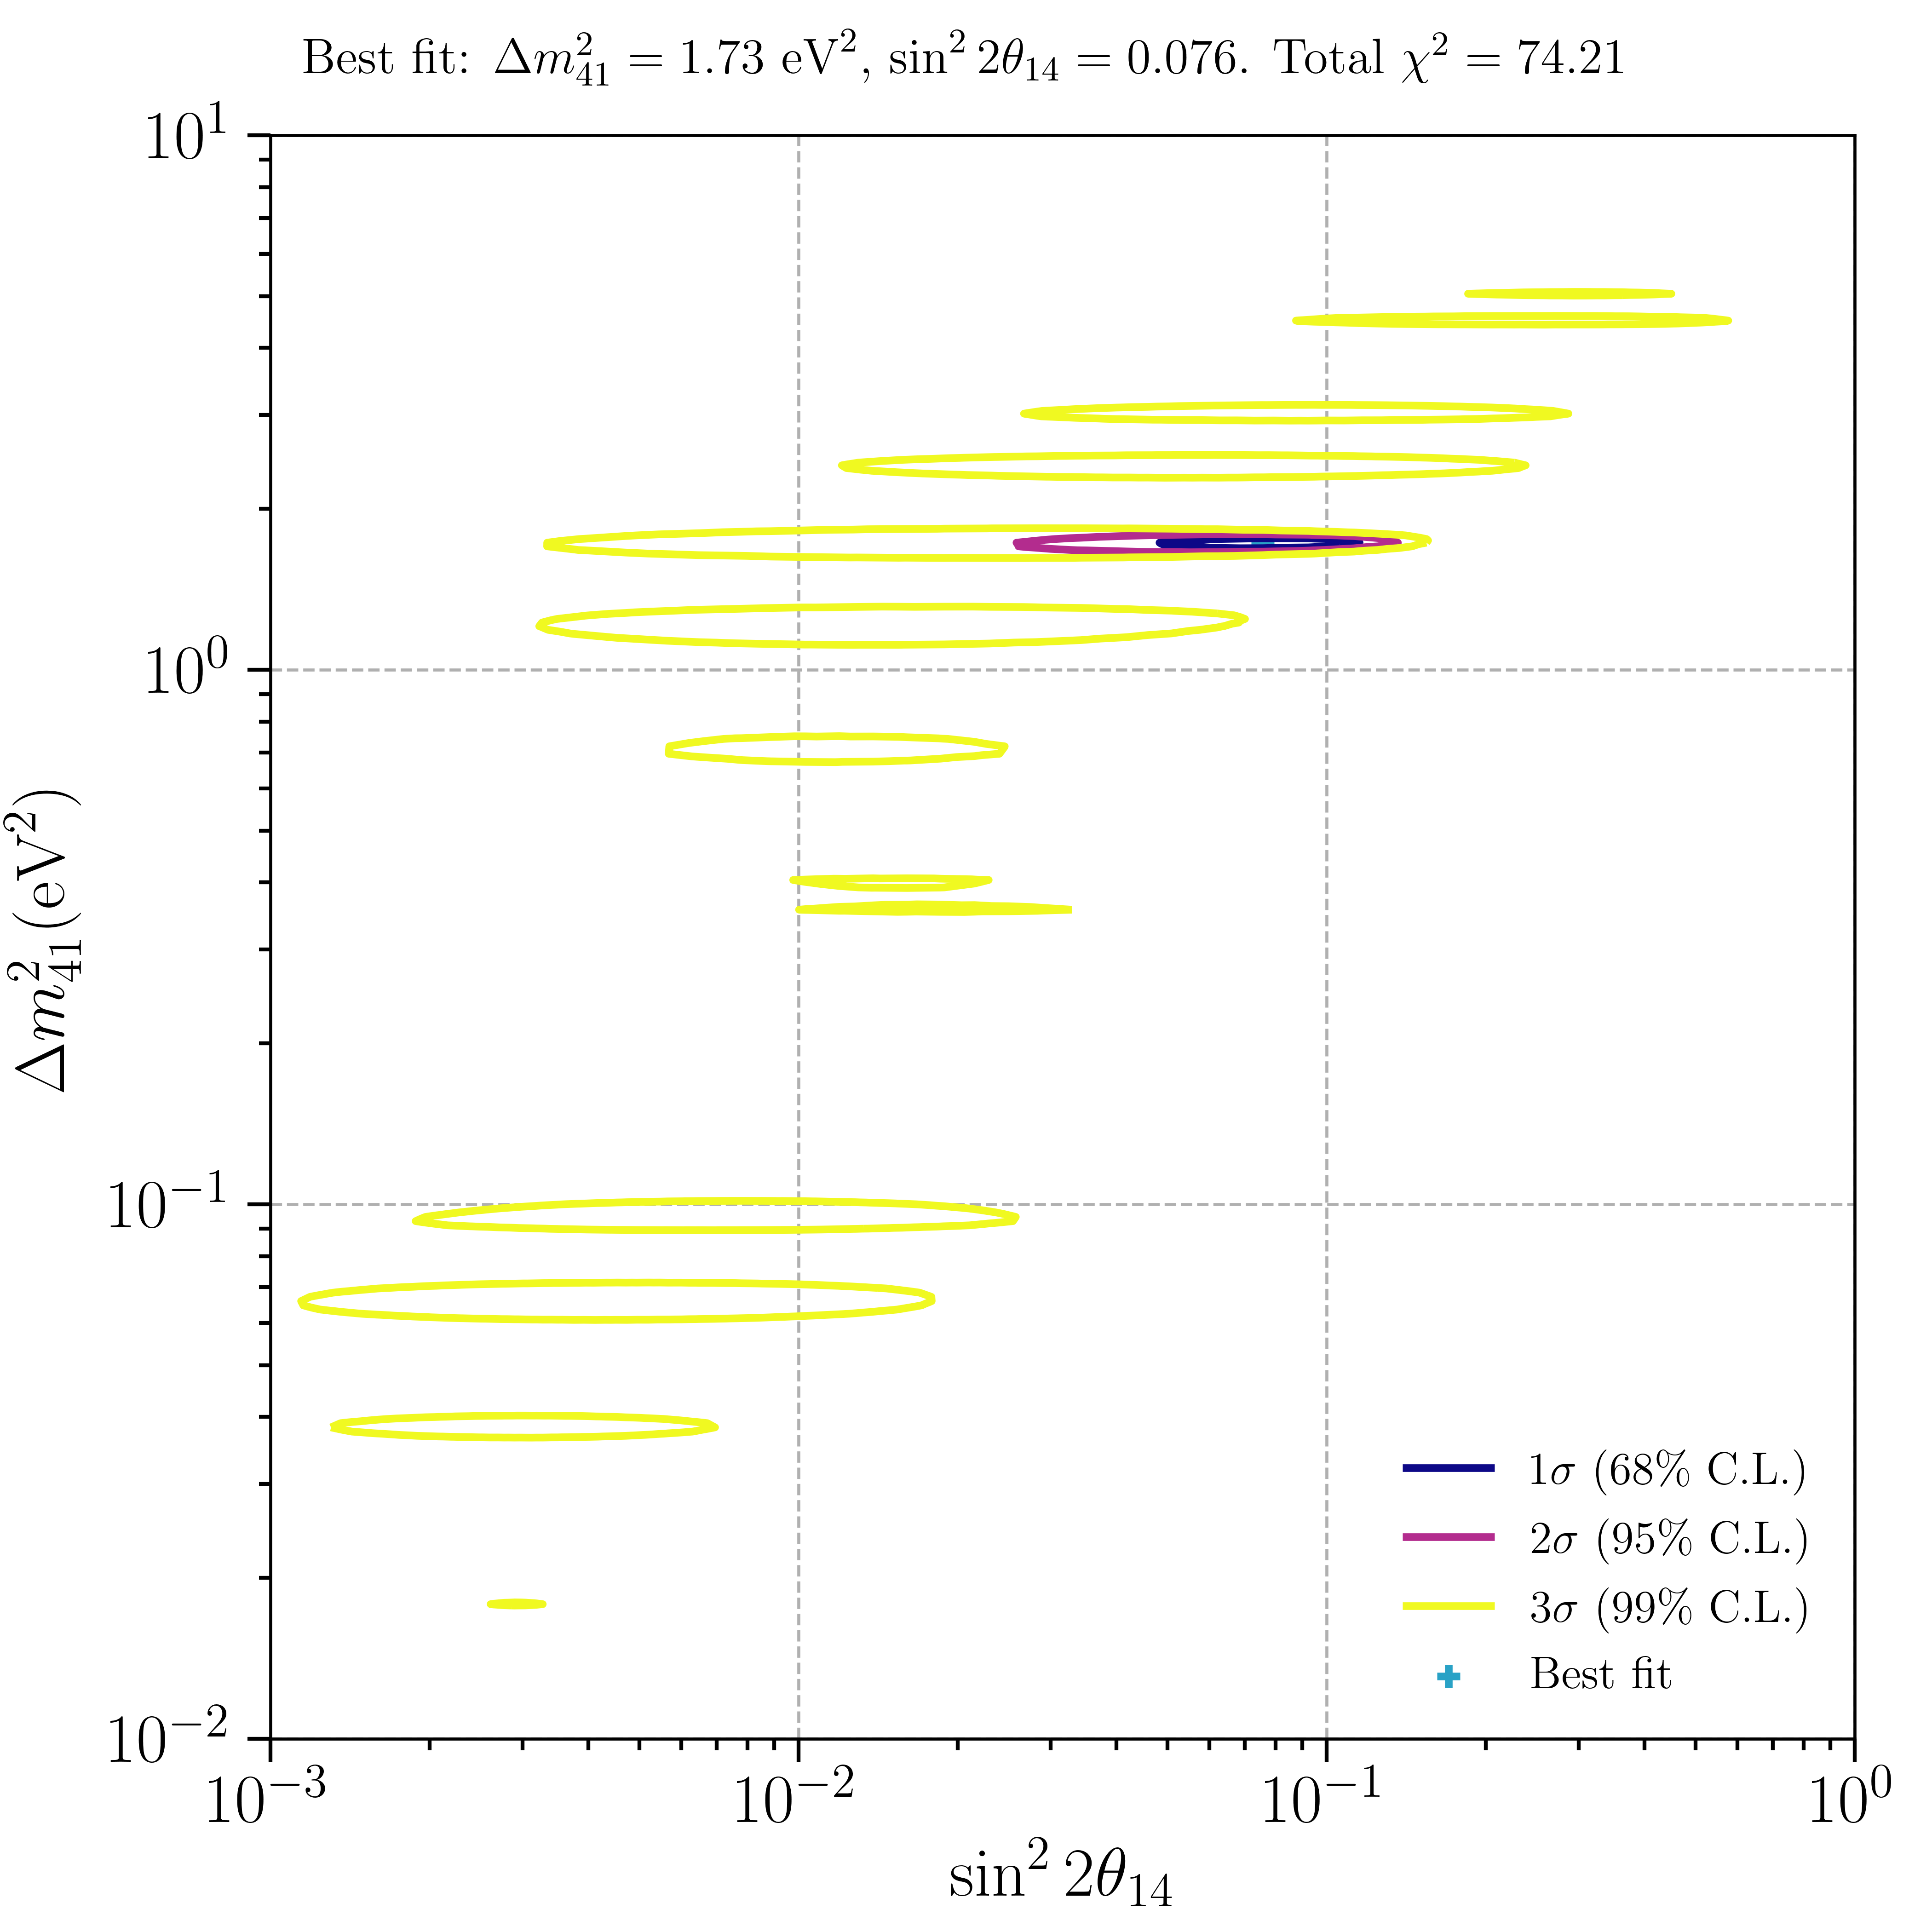 Best fit: Δm²₄₁ = 1.73 eV², sin² 2θ₁₄ = 0.076. Total χ² = 74.21
10¹
10⁰
10⁻¹
10⁻²
Δm²₄₁(eV²)
1σ (68% C.L.)
2σ (95% C.L.)
3σ (99% C.L.)
Best fit
10⁻³ 10⁻² 10⁻¹ 10⁰
sin² 2θ₁₄